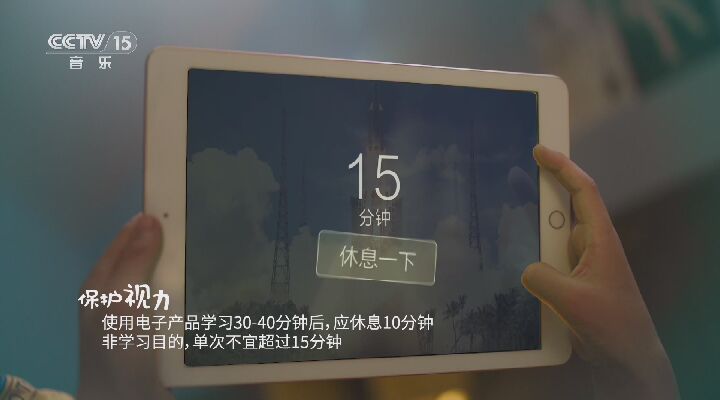 CCTV 15
音乐
15
分钟
休息一下
保护视力
使用电子产品学习30-40分钟后，应休息10分钟
非学习目的，单次不宜超过15分钟